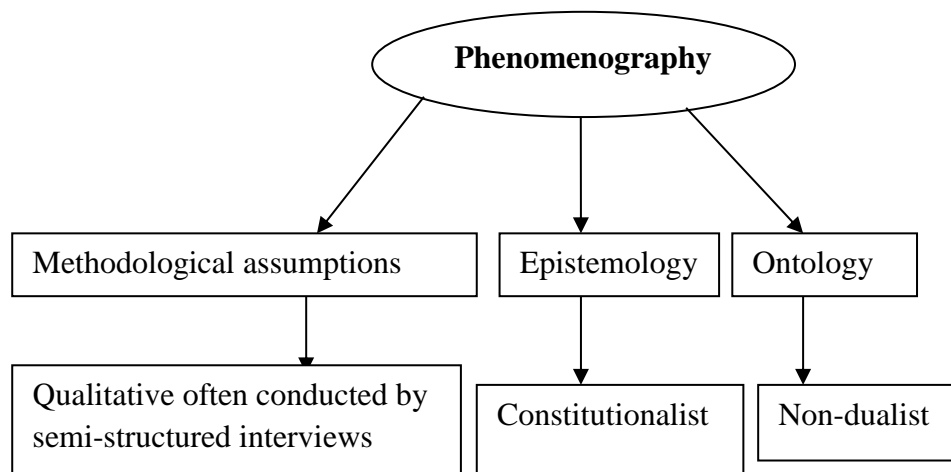 Phenomenography
Methodological assumptions
Epistemology
Ontology
Qualitative often conducted by
semi-structured interviews
Constitutionalist
Non-dualist